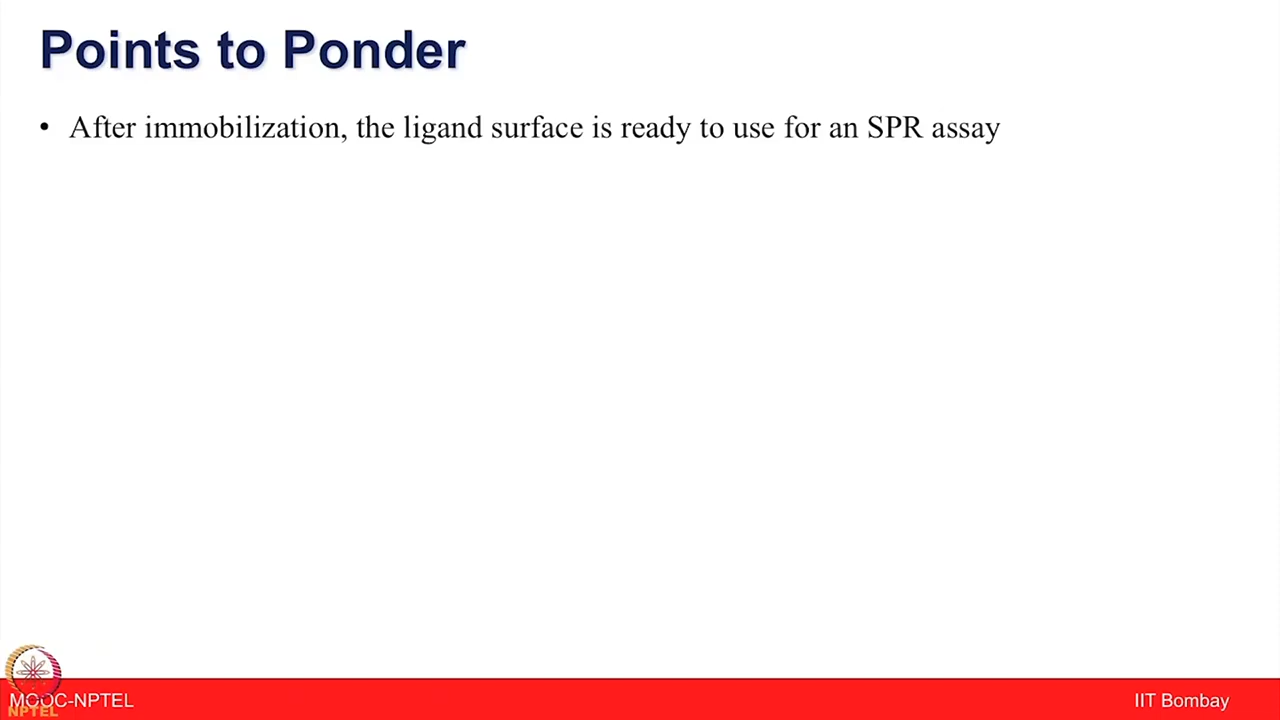 Points to Ponder
• After immobilization, the ligand surface is ready to use for an SPR assay
MOOC-NPTEL
IIT Bombay
NPTEL